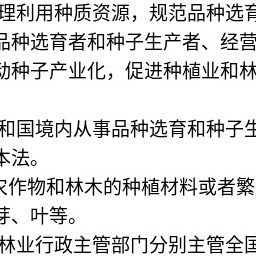 理利用种质资源，规范品种选育
品种选育者和种子生产者、经营
动种子产业化，促进种植业和林
和国境内从事品种选育和种子生
本法。
农作物和林木的种植材料或者繁
芽、叶等。
林业行政主管部门分别主管全国